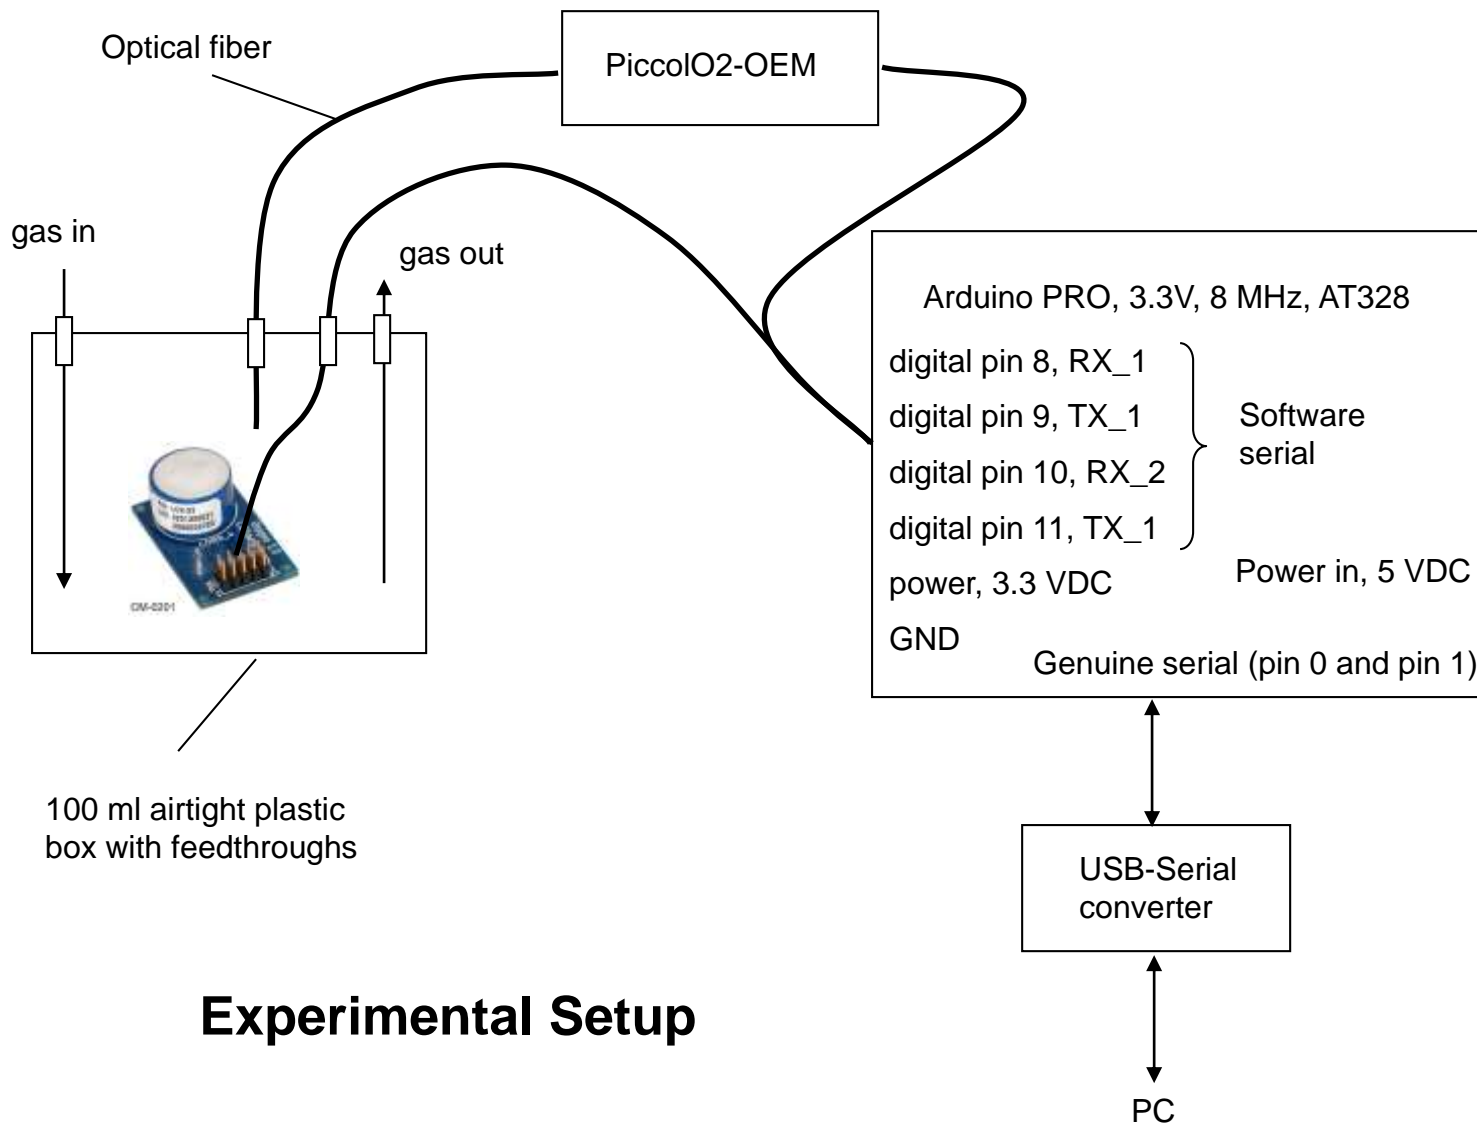 Optical fiber
PiccolO2-OEM
gas in
gas out
Arduino PRO, 3.3V, 8 MHz, AT328
digital pin 8, RX_1
digital pin 9, TX_1
digital pin 10, RX_2
digital pin 11, TX_1
Software
serial
power, 3.3 VDC
Power in, 5 VDC
GND
Genuine serial (pin 0 and pin 1)
CM-0201
100 ml airtight plastic
box with feedthroughs
USB-Serial
converter
Experimental Setup
PC